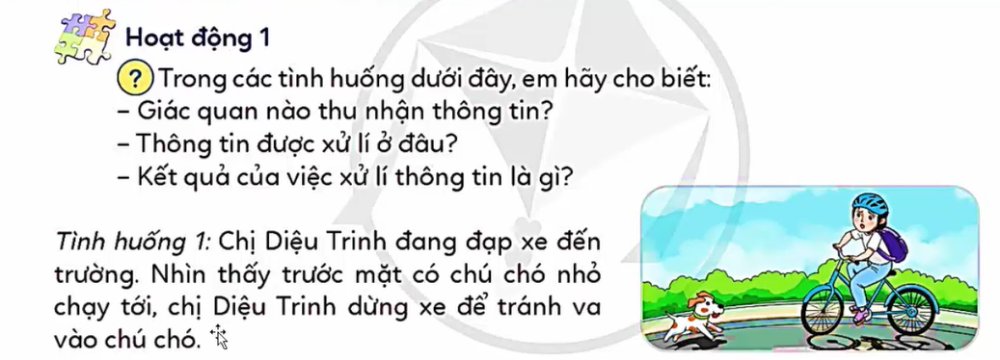 Hoạt động 1
? Trong các tình huống dưới đây, em hãy cho biết:
– Giác quan nào thu nhận thông tin?
– Thông tin được xử lí ở đâu?
– Kết quả của việc xử lí thông tin là gì?
Tình huống 1: Chị Diệu Trinh đang đạp xe đến
trường. Nhìn thấy trước mặt có chú chó nhỏ
chạy tới, chị Diệu Trinh dừng xe để tránh va
vào chú chó.